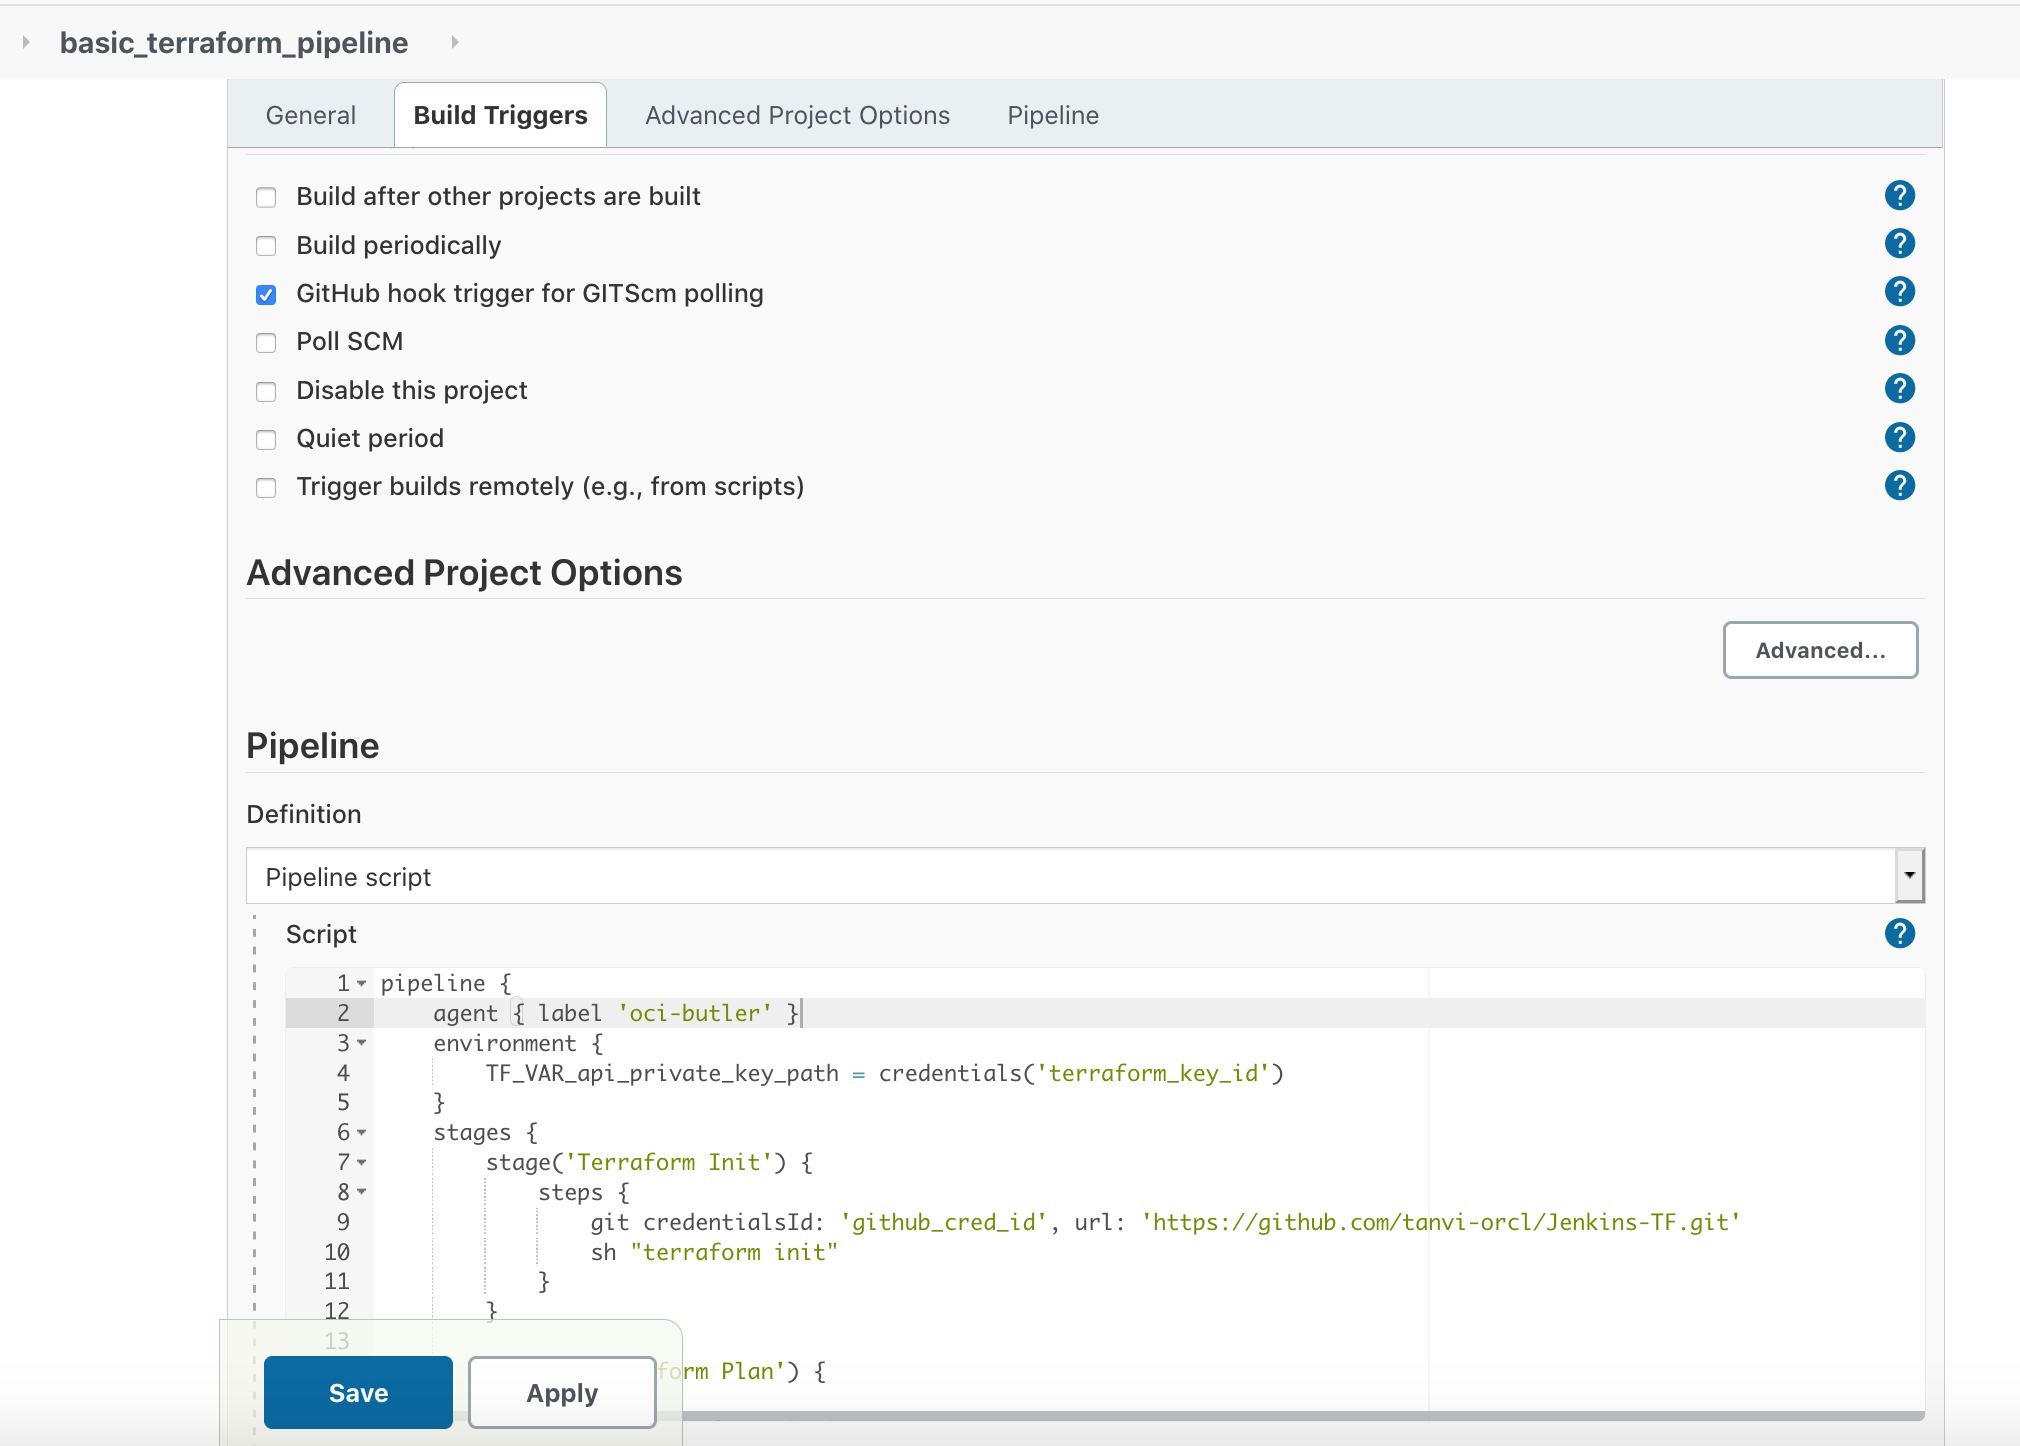 basic_terraform_pipeline
General Build Triggers Advanced Project Options Pipeline
Build after other projects are built ?
Build periodically ?
GitHub hook trigger for GITScm polling ?
Poll SCM ?
Disable this project ?
Quiet period ?
Trigger builds remotely (e.g., from scripts) ?
Advanced Project Options
Advanced...
Pipeline
Definition
Pipeline script
Script ?
1 pipeline {
2 agent { label 'oci-butler' }
3 environment {
4 TF_VAR_api_private_key_path = credentials('terraform_key_id')
5 }
6 stages {
7 stage('Terraform Init') {
8 steps {
9 git credentialsId: 'github_cred_id', url: 'https://github.com/tanvi-orcl/Jenkins-TF.git'
10 sh "terraform init"
11 }
12 }
13
form Plan') {
Save Apply